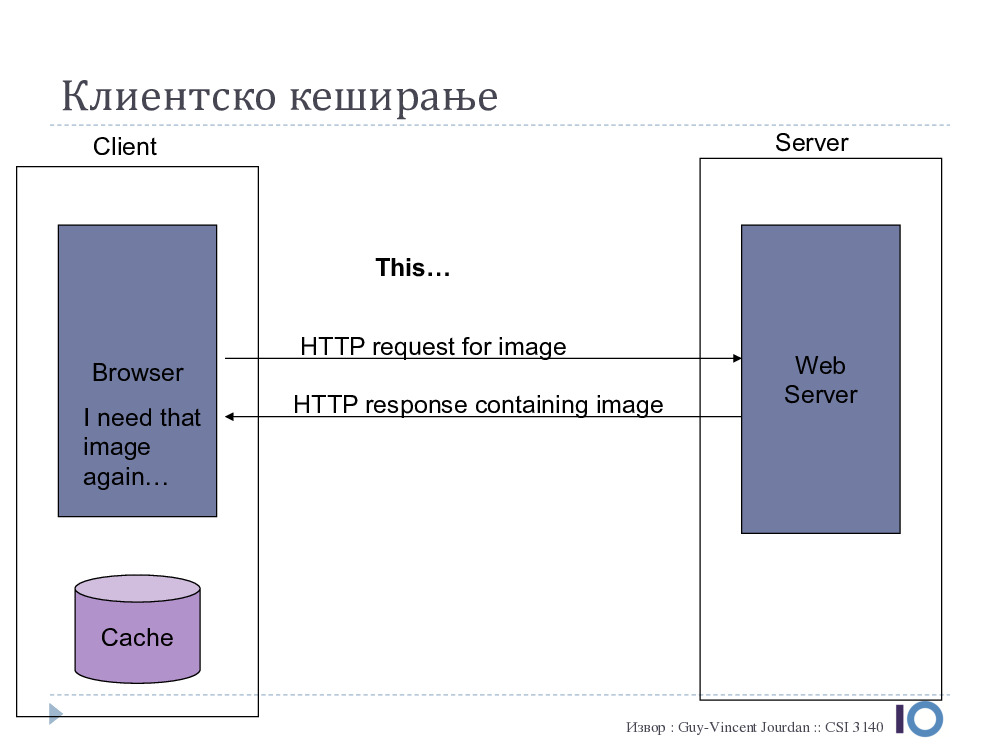 Клиентско кеширање
Client
Server
This…
HTTP request for image
HTTP response containing image
Browser
I need that
image
again…
Web
Server
Cache
Извор : Guy-Vincent Jourdan :: CSI 3140